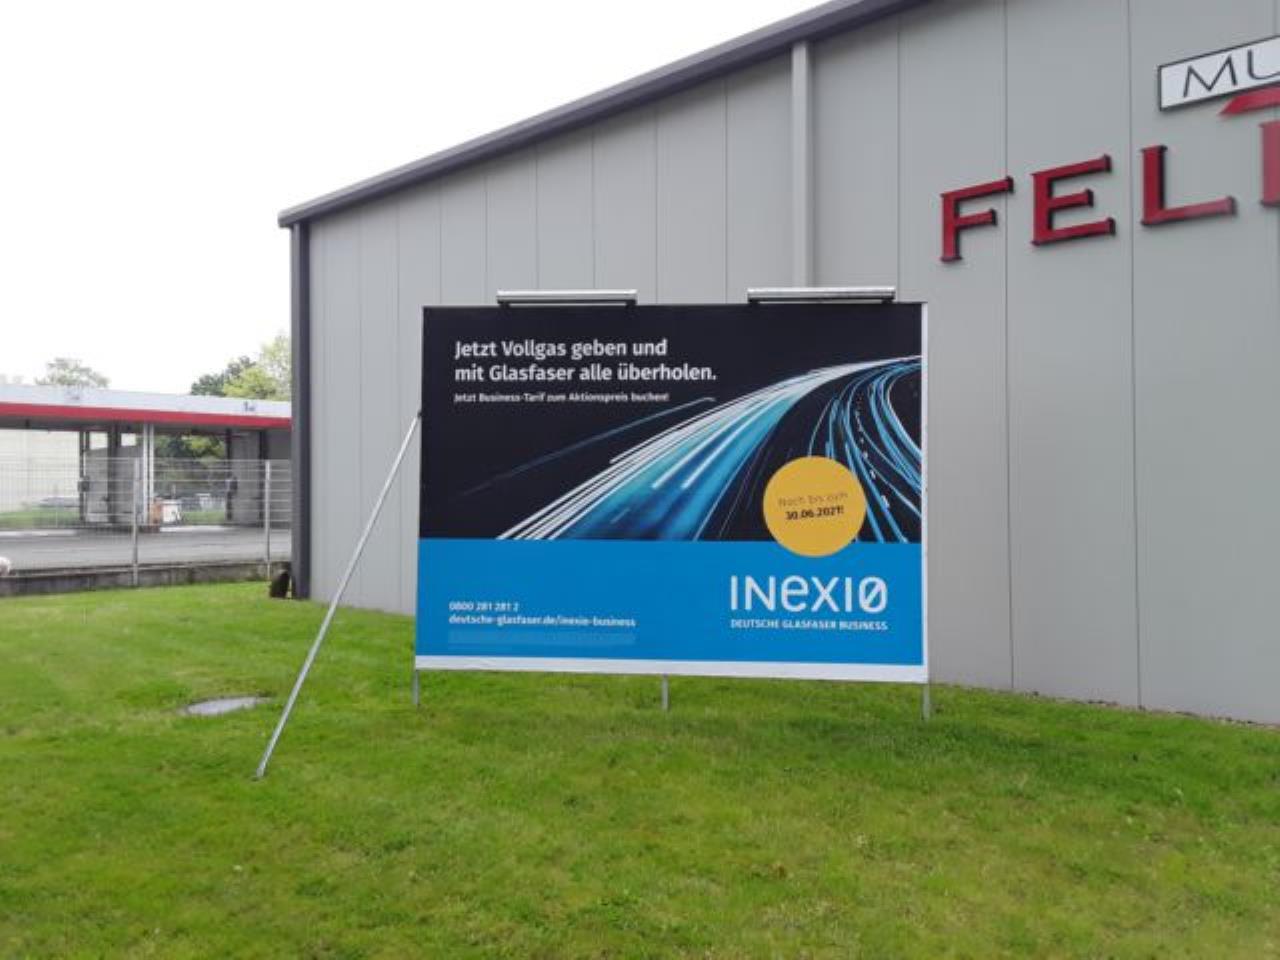 MU
FEL
Jetzt Vollgas geben und
mit Glasfaser alle überholen.
Jetzt Business-Tarif zum Aktionspreis buchen!
Noch bis zum
30.06.2021!
INEXIO
DEUTSCHE GLASFASER BUSINESS
0800 281 281 2
deutsche-glasfaser.de/inexio-business